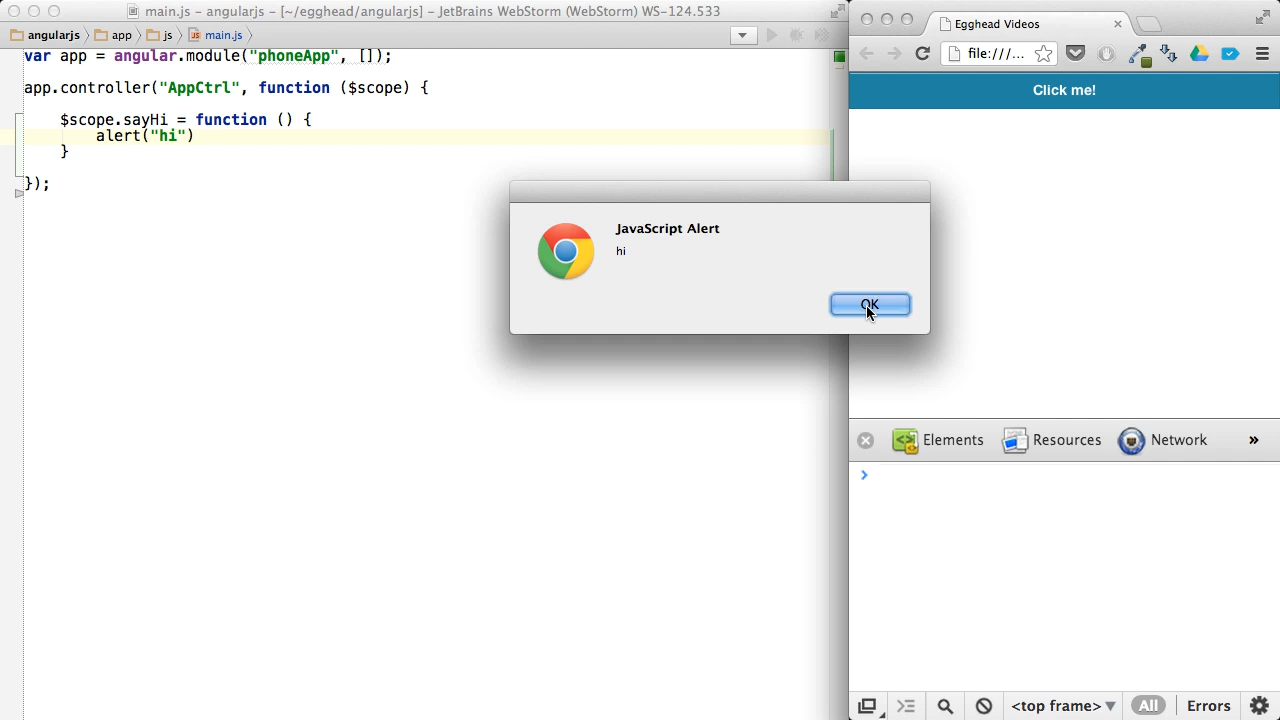 main.js – angularjs – [~/egghead/angularjs] – JetBrains WebStorm (WebStorm) WS-124.533
angularjs app js main.js
var app = angular.module("phoneApp", []);
app.controller("AppCtrl", function ($scope) {
$scope.sayHi = function () {
alert("hi")
}
});
JavaScript Alert
hi
OK
Egghead Videos
file:///...
Click me!
Elements Resources Network »
<top frame> All Errors